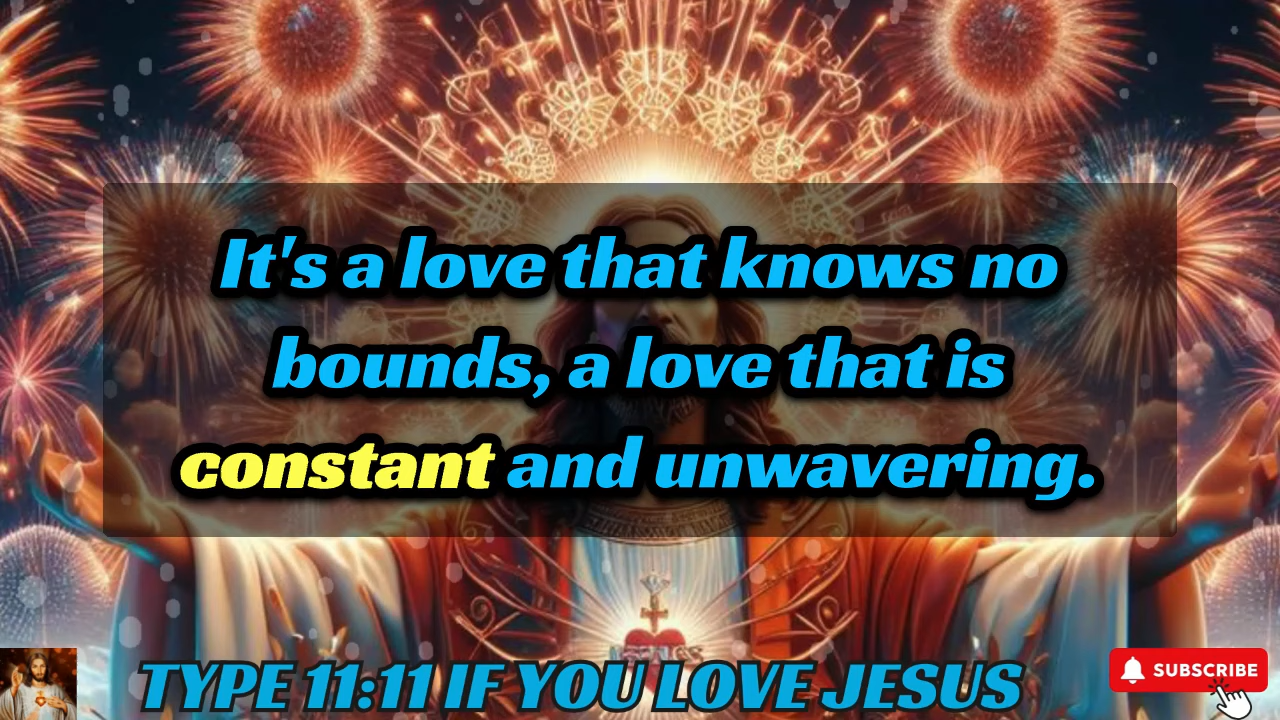 It's a love that knows no
bounds, a love that is
constant and unwavering.
TYPE 11:11 IF YOU LOVE JESUS
SUBSCRIBE